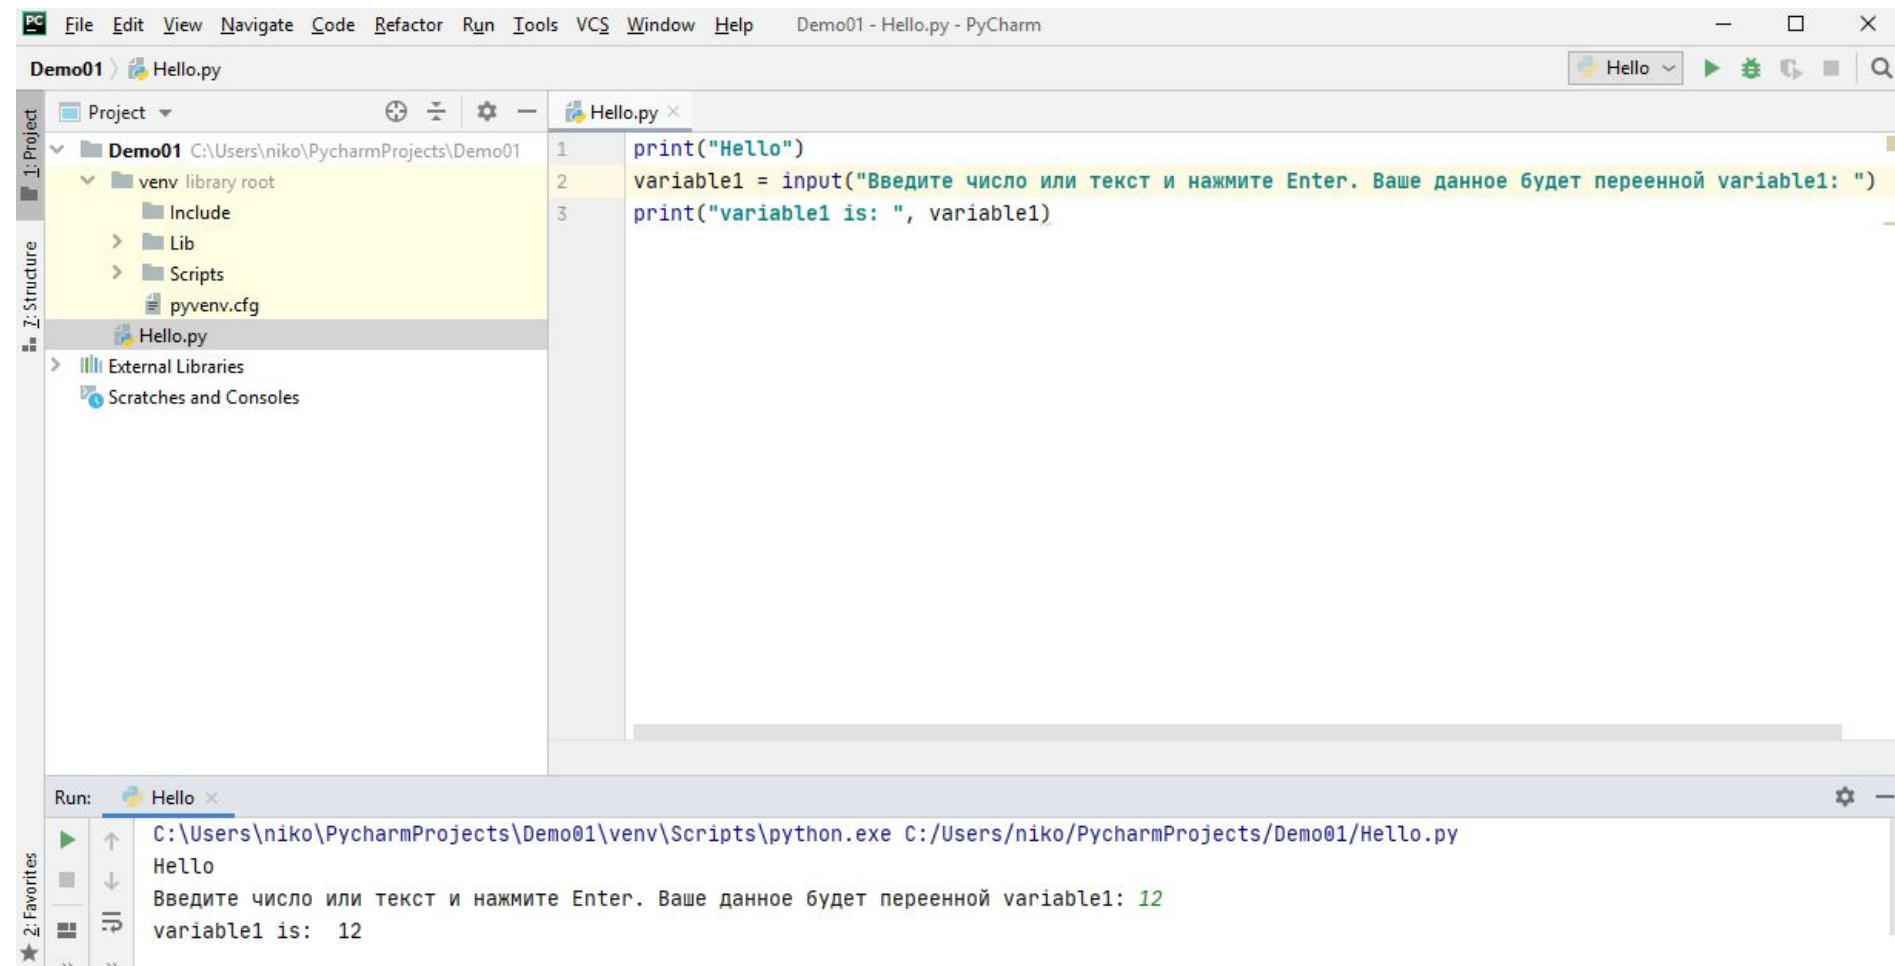 PC File Edit View Navigate Code Refactor Run Tools VCS Window Help Demo01 - Hello.py - PyCharm
Demo01 Hello.py Hello
1: Project
Project
Hello.py
Demo01 C:\Users\niko\PycharmProjects\Demo01
venv library root
Include
Lib
Scripts
pyvenv.cfg
Hello.py
External Libraries
Scratches and Consoles
7: Structure
1 print("Hello")
2 variable1 = input("Введите число или текст и нажмите Enter. Ваше данное будет переенной variable1: ")
3 print("variable1 is: ", variable1)
Run: Hello
C:\Users\niko\PycharmProjects\Demo01\venv\Scripts\python.exe C:/Users/niko/PycharmProjects/Demo01/Hello.py
Hello
Введите число или текст и нажмите Enter. Ваше данное будет переенной variable1: 12
variable1 is:  12
2: Favorites